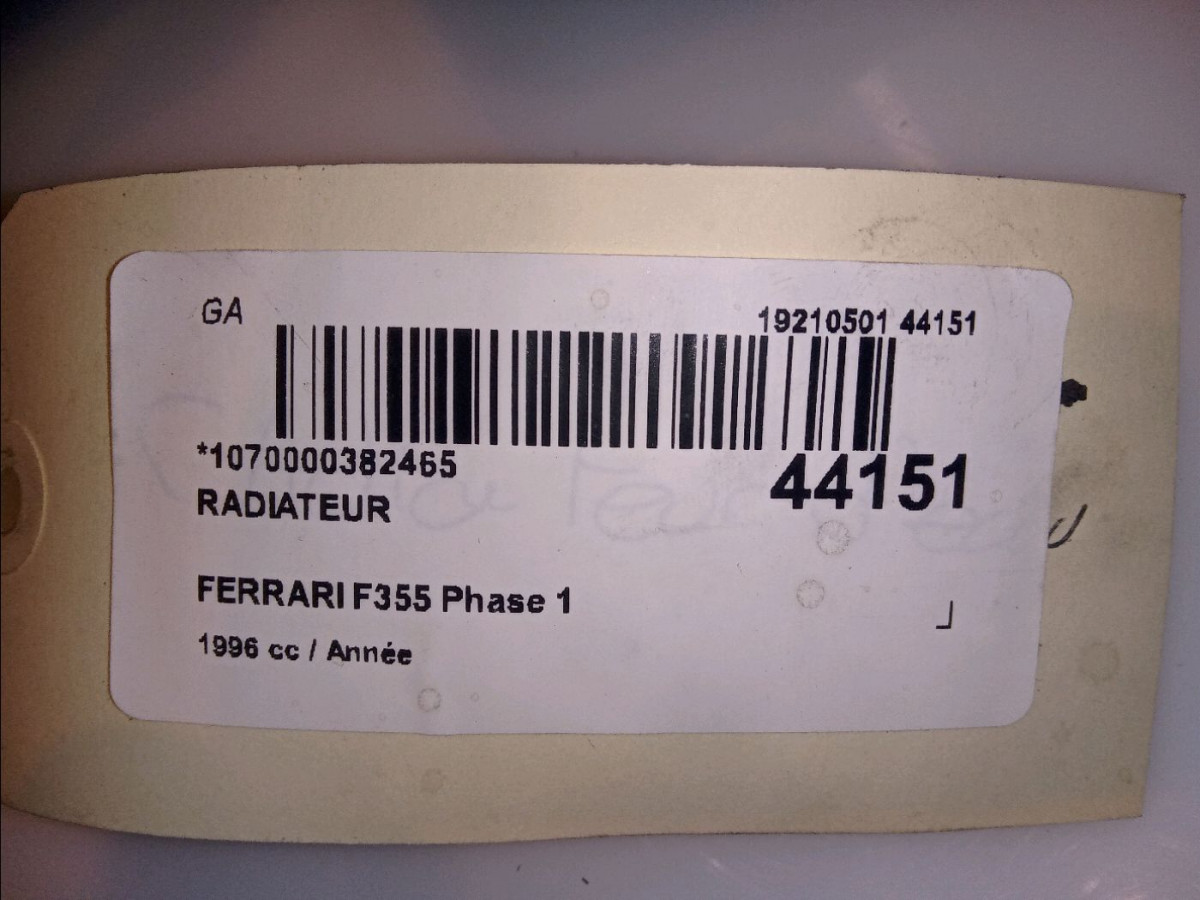 GA
19210501 44151
*1070000382465
44151
RADIATEUR
FERRARI F355 Phase 1
1996 cc / Année